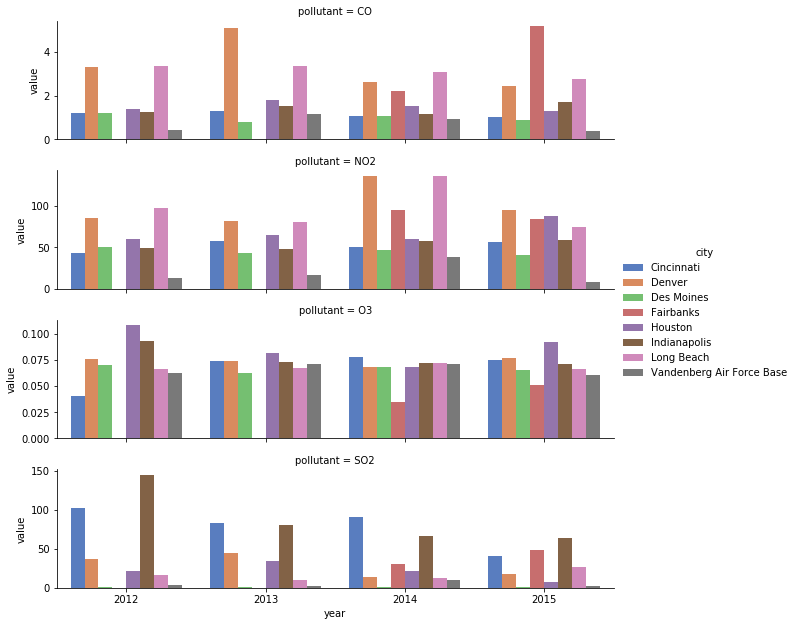 pollutant = CO
4
2
0
value
pollutant = NO2
100
50
0
value
pollutant = O3
0.100
0.075
0.050
0.025
0.000
value
pollutant = SO2
150
100
50
0
value
2012 2013 2014 2015
year
city
Cincinnati
Denver
Des Moines
Fairbanks
Houston
Indianapolis
Long Beach
Vandenberg Air Force Base